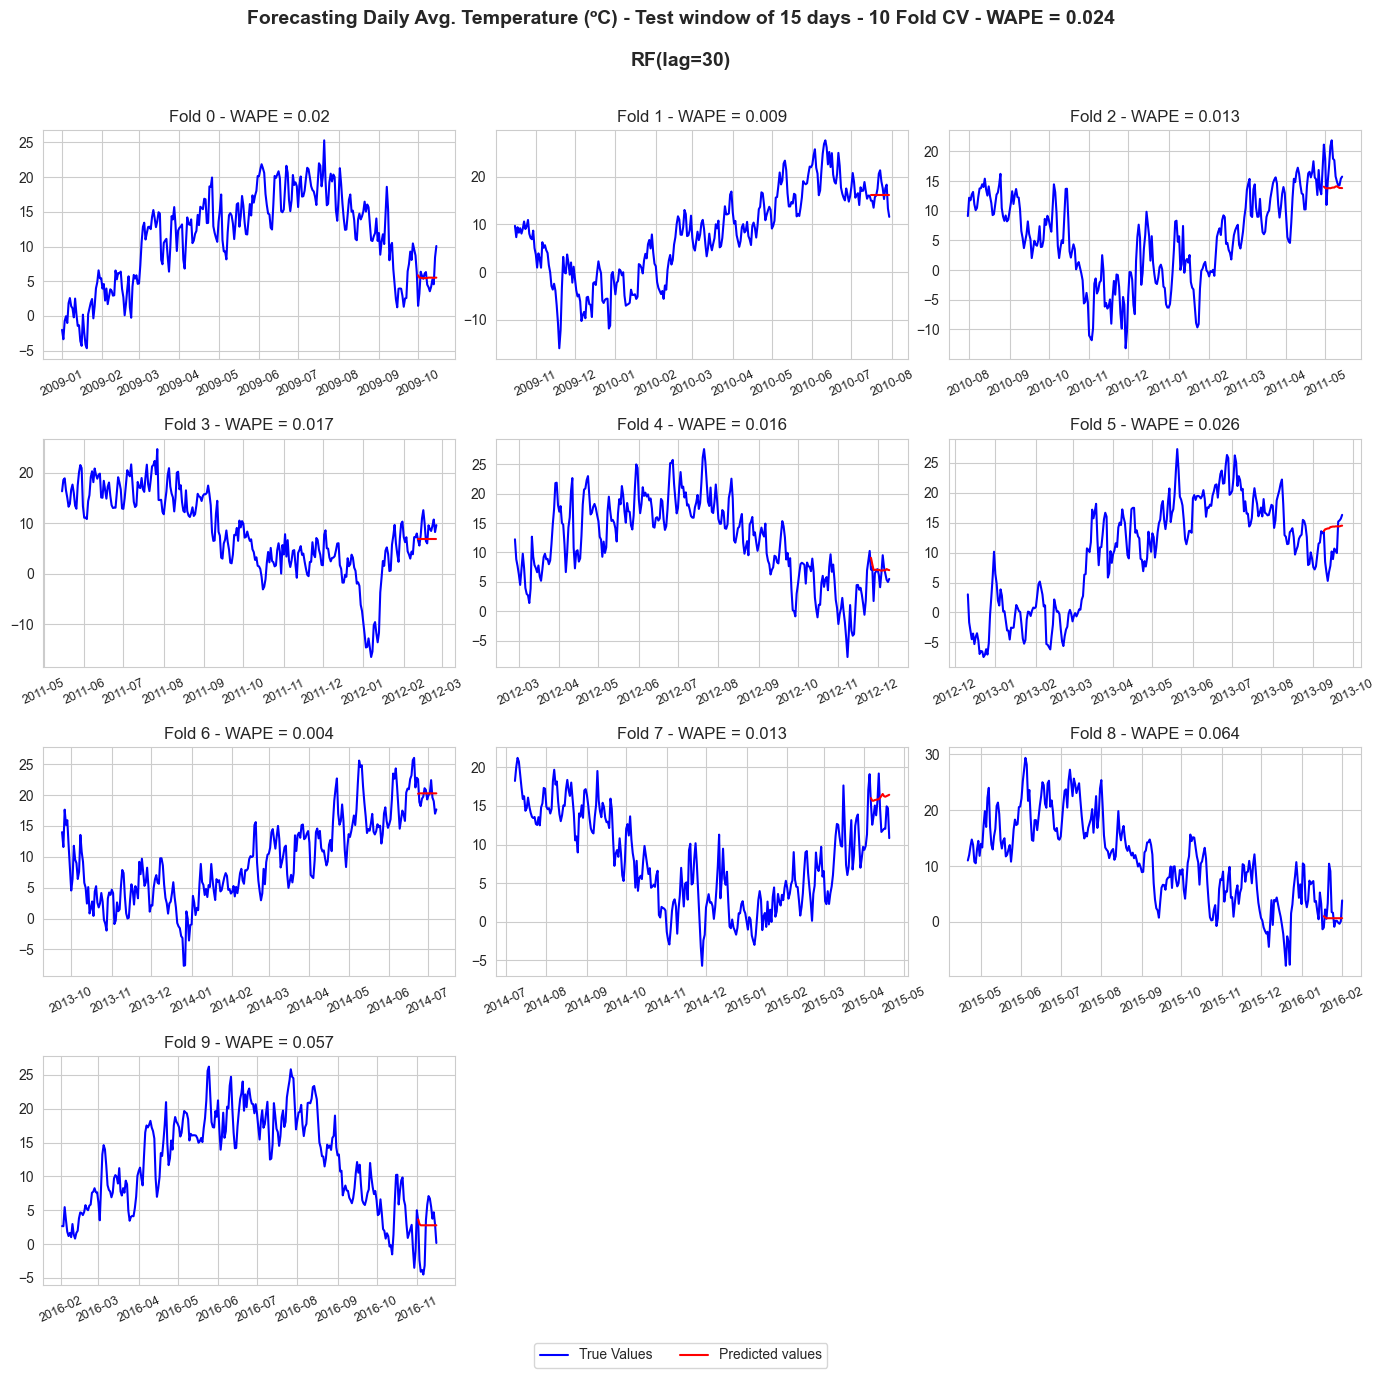 Forecasting Daily Avg. Temperature (ºC) - Test window of 15 days - 10 Fold CV - WAPE = 0.024
RF(lag=30)
Fold 0 - WAPE = 0.02
25
20
15
10
5
0
−5
2009-01 2009-02 2009-03 2009-04 2009-05 2009-06 2009-07 2009-08 2009-09 2009-10
Fold 1 - WAPE = 0.009
20
10
0
−10
2009-11 2009-12 2010-01 2010-02 2010-03 2010-04 2010-05 2010-06 2010-07 2010-08
Fold 2 - WAPE = 0.013
20
15
10
5
0
−5
−10
2010-08 2010-09 2010-10 2010-11 2010-12 2011-01 2011-02 2011-03 2011-04 2011-05
Fold 3 - WAPE = 0.017
20
10
0
−10
2011-05 2011-06 2011-07 2011-08 2011-09 2011-10 2011-11 2011-12 2012-01 2012-02 2012-03
Fold 4 - WAPE = 0.016
25
20
15
10
5
0
−5
2012-03 2012-04 2012-05 2012-06 2012-07 2012-08 2012-09 2012-10 2012-11 2012-12
Fold 5 - WAPE = 0.026
25
20
15
10
5
0
−5
2012-12 2013-01 2013-02 2013-03 2013-04 2013-05 2013-06 2013-07 2013-08 2013-09 2013-10
Fold 6 - WAPE = 0.004
25
20
15
10
5
0
−5
2013-10 2013-11 2013-12 2014-01 2014-02 2014-03 2014-04 2014-05 2014-06 2014-07
Fold 7 - WAPE = 0.013
20
15
10
5
0
−5
2014-07 2014-08 2014-09 2014-10 2014-11 2014-12 2015-01 2015-02 2015-03 2015-04 2015-05
Fold 8 - WAPE = 0.064
30
20
10
0
2015-05 2015-06 2015-07 2015-08 2015-09 2015-10 2015-11 2015-12 2016-01 2016-02
Fold 9 - WAPE = 0.057
25
20
15
10
5
0
−5
2016-02 2016-03 2016-04 2016-05 2016-06 2016-07 2016-08 2016-09 2016-10 2016-11
True Values Predicted values